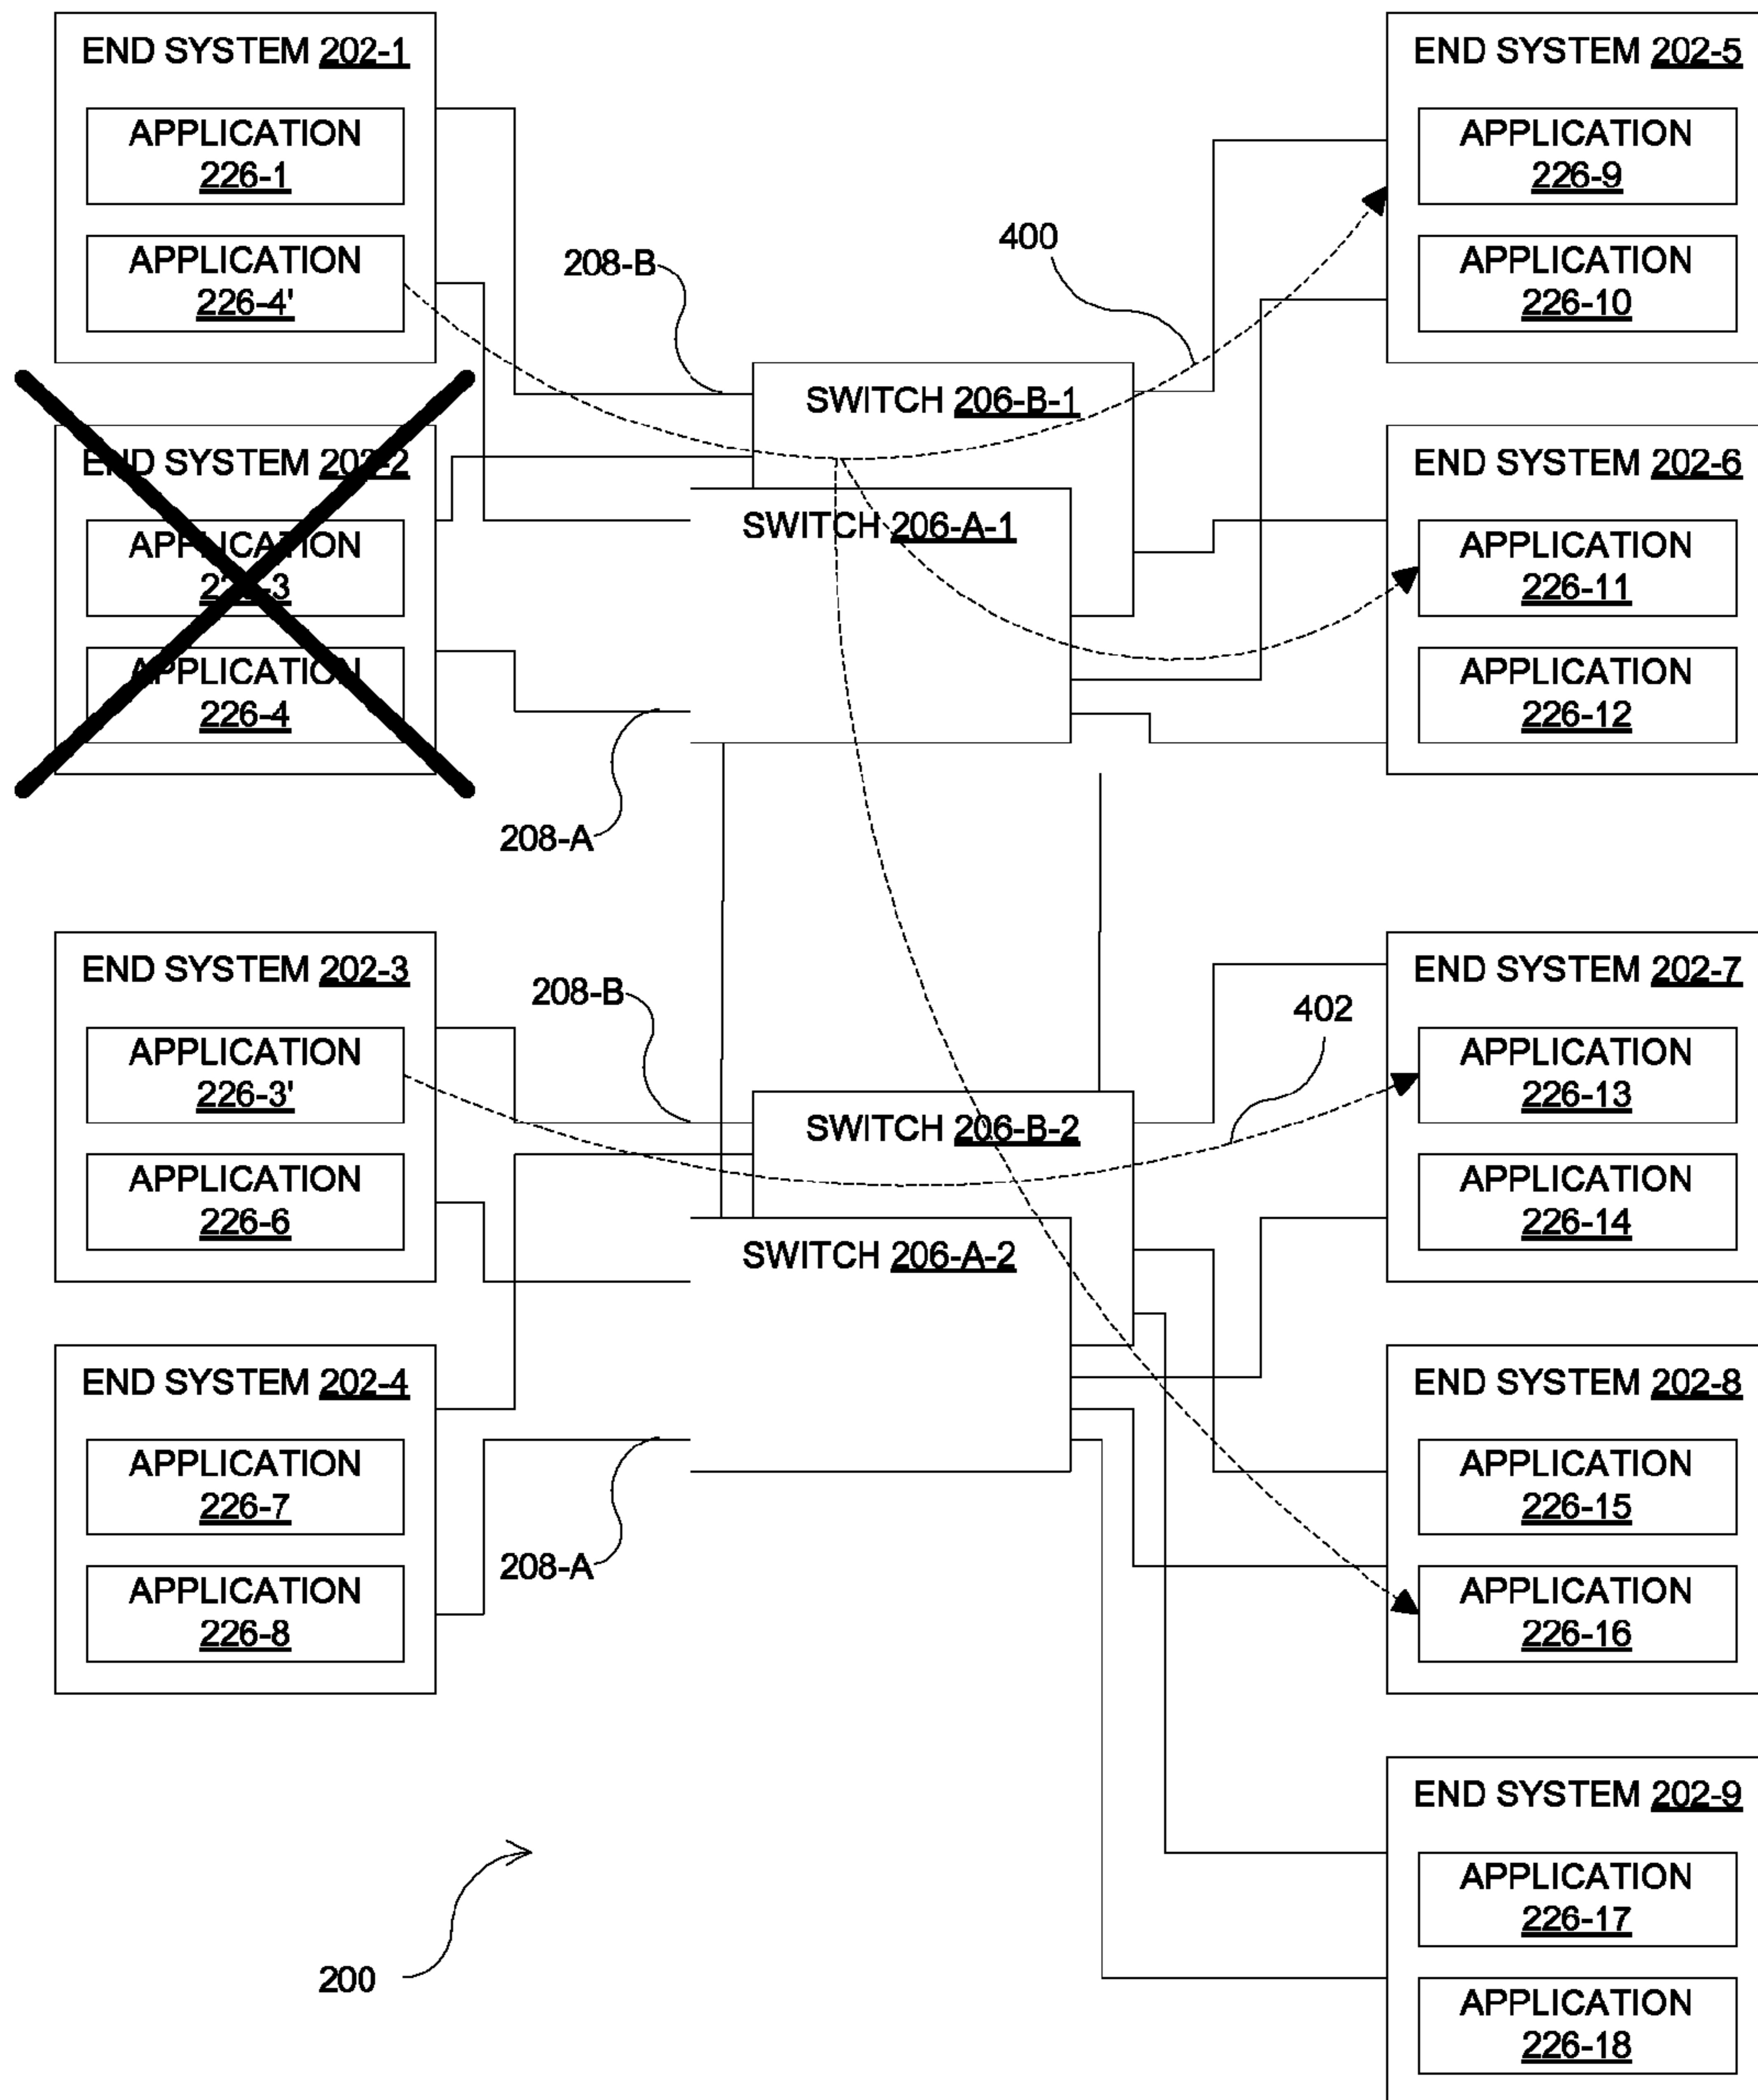 END SYSTEM 202-1
APPLICATION
226-1
APPLICATION
226-4'
END SYSTEM 202-2
APPLICATION
226-3
APPLICATION
226-4
END SYSTEM 202-3
APPLICATION
226-3'
APPLICATION
226-6
END SYSTEM 202-4
APPLICATION
226-7
APPLICATION
226-8
208-B
400
SWITCH 206-B-1
SWITCH 206-A-1
208-A
208-B
402
SWITCH 206-B-2
SWITCH 206-A-2
208-A
200
END SYSTEM 202-5
APPLICATION
226-9
APPLICATION
226-10
END SYSTEM 202-6
APPLICATION
226-11
APPLICATION
226-12
END SYSTEM 202-7
APPLICATION
226-13
APPLICATION
226-14
END SYSTEM 202-8
APPLICATION
226-15
APPLICATION
226-16
END SYSTEM 202-9
APPLICATION
226-17
APPLICATION
226-18